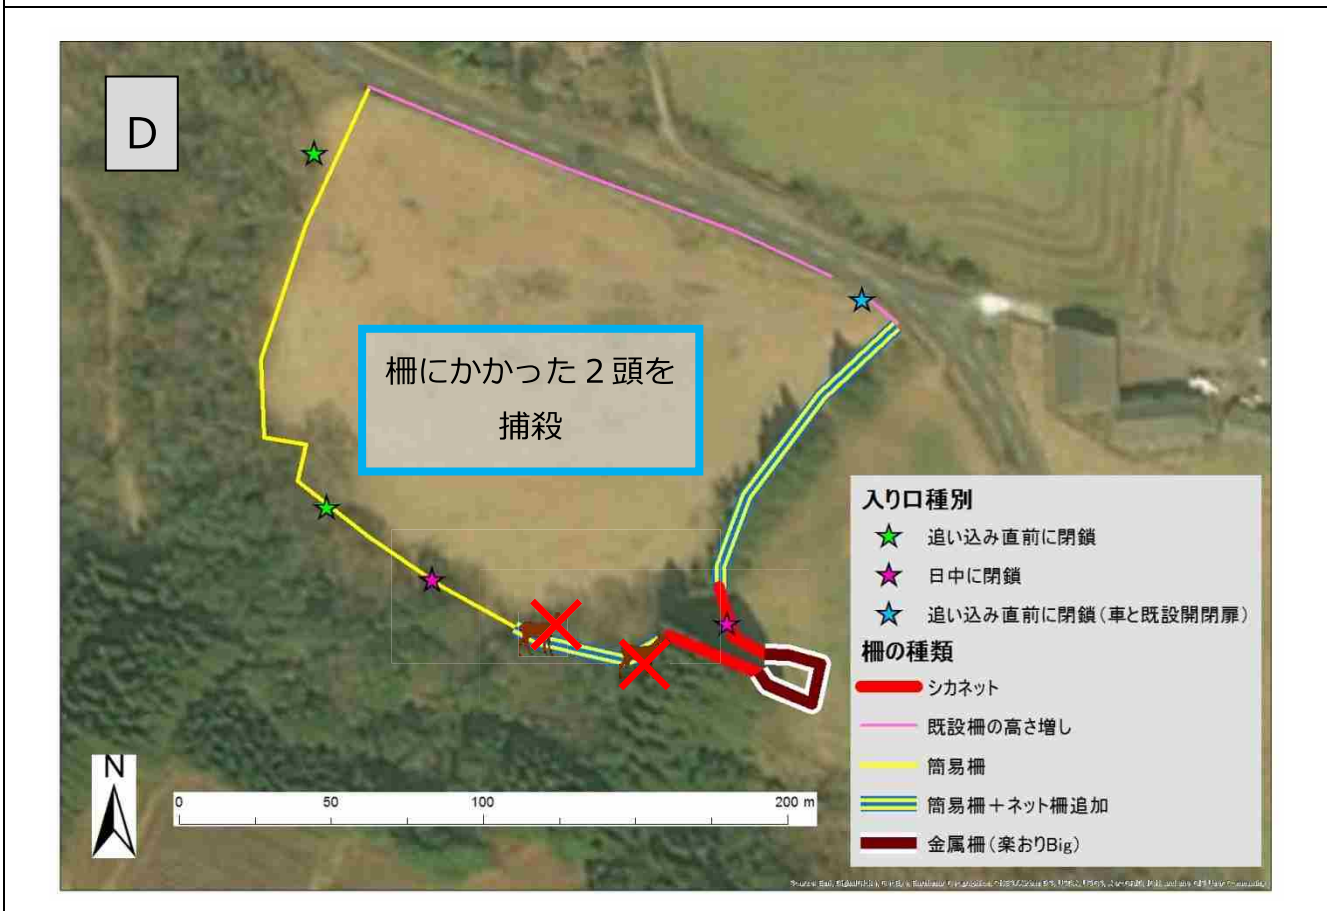 D
柵にかかった２頭を
捕殺
入り口種別
追い込み直前に閉鎖
日中に閉鎖
追い込み直前に閉鎖(車と既設開閉扉)
柵の種類
シカネット
既設柵の高さ増し
簡易柵
簡易柵＋ネット柵追加
金属柵(楽おりBig)
N
0 50 100 200 m